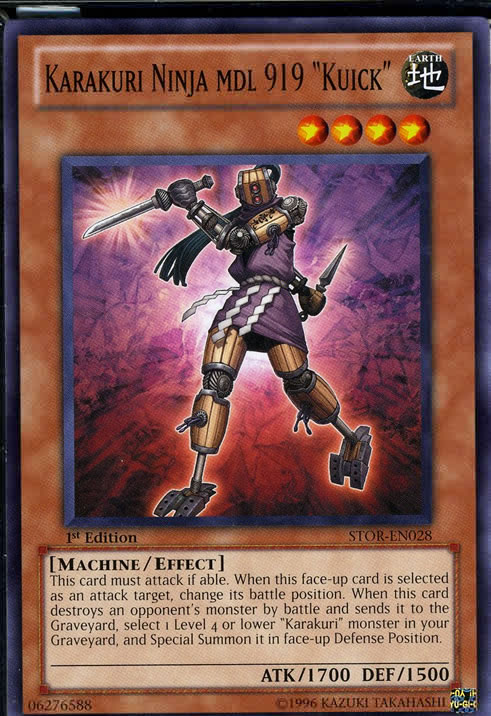 KARAKURI NINJA MDL 919 "KUICK"
EARTH
地
1st Edition
STOR-EN028
[MACHINE/EFFECT]
This card must attack if able. When this face-up card is selected
as an attack target, change its battle position. When this card
destroys an opponent's monster by battle and sends it to the
Graveyard, select 1 Level 4 or lower "Karakuri" monster in your
Graveyard, and Special Summon it in face-up Defense Position.
ATK/1700 DEF/1500
06276588
©1996 KAZUKI TAKAHASHI